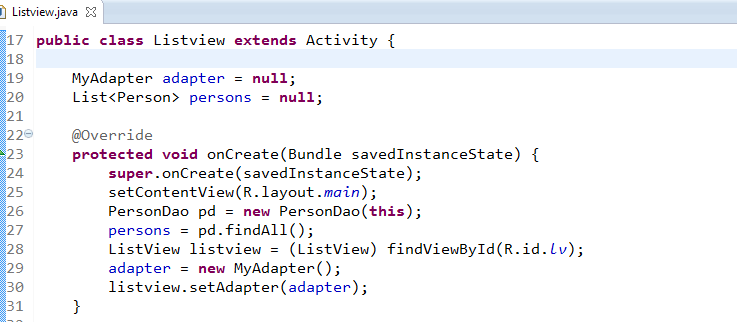 Listview.java
17 public class Listview extends Activity {
18
19 MyAdapter adapter = null;
20 List<Person> persons = null;
21
22 @Override
23 protected void onCreate(Bundle savedInstanceState) {
24 super.onCreate(savedInstanceState);
25 setContentView(R.layout.main);
26 PersonDao pd = new PersonDao(this);
27 persons = pd.findAll();
28 ListView listview = (ListView) findViewById(R.id.lv);
29 adapter = new MyAdapter();
30 listview.setAdapter(adapter);
31 }